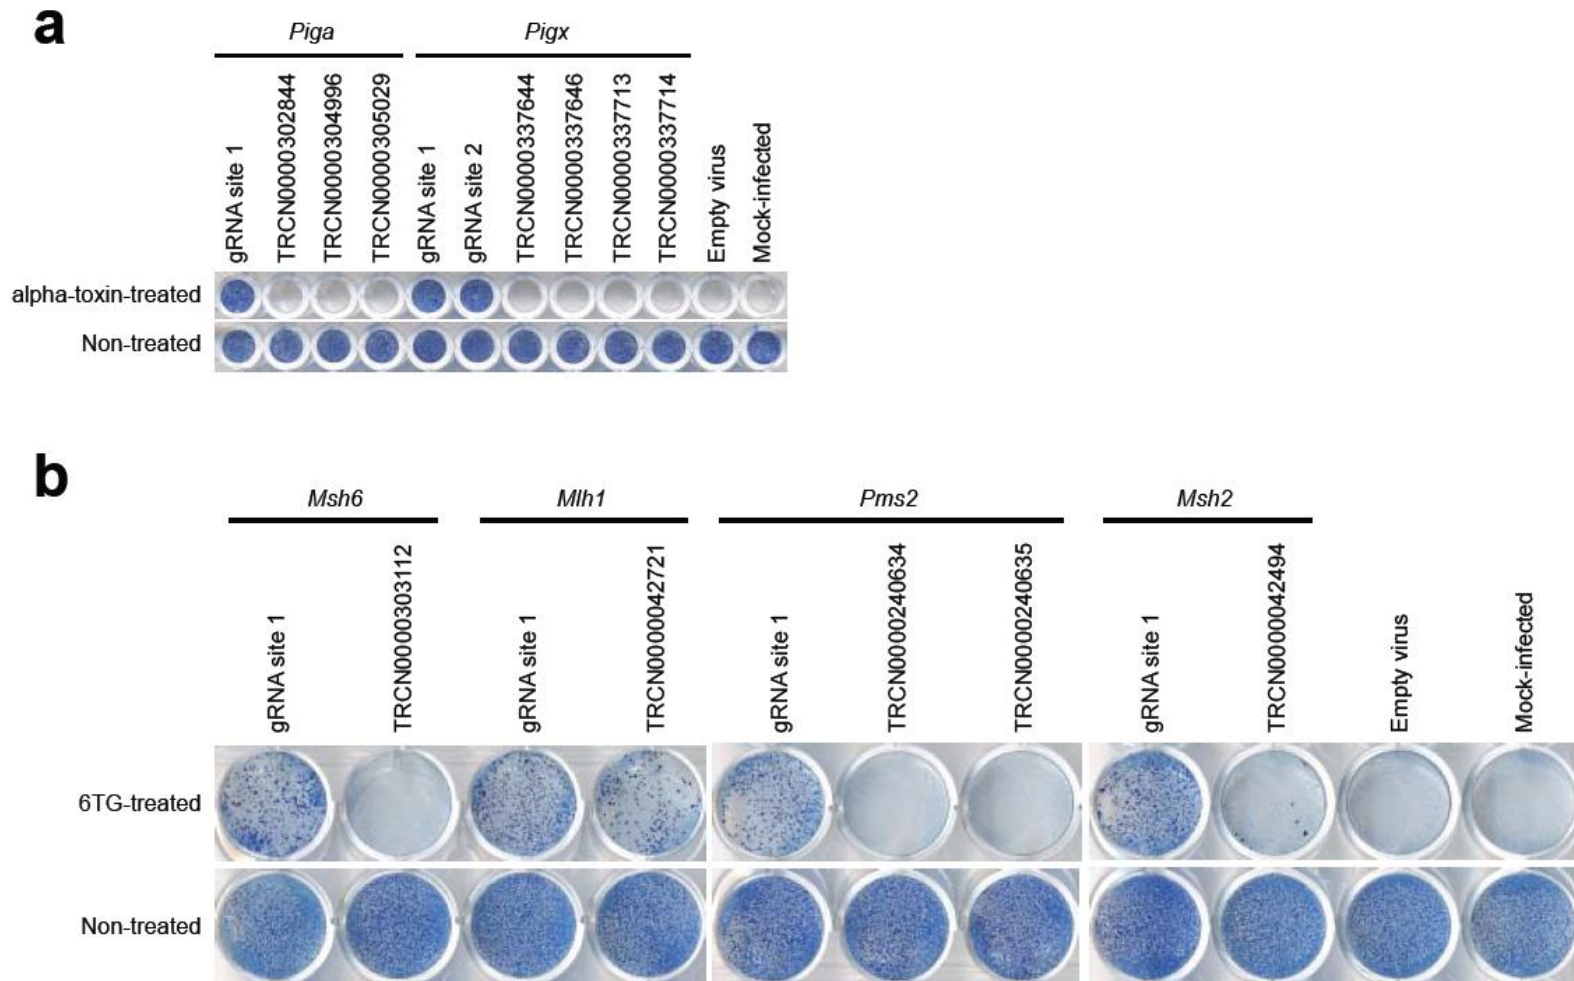 a
Piga
Pigx
gRNA site 1
TRCN0000302844
TRCN0000304996
TRCN0000305029
gRNA site 1
gRNA site 2
TRCN0000337644
TRCN0000337646
TRCN0000337713
TRCN0000337714
Empty virus
Mock-infected
alpha-toxin-treated
Non-treated
b
Msh6
Mlh1
Pms2
Msh2
gRNA site 1
TRCN0000303112
gRNA site 1
TRCN0000042721
gRNA site 1
TRCN0000240634
TRCN0000240635
gRNA site 1
TRCN0000042494
Empty virus
Mock-infected
6TG-treated
Non-treated